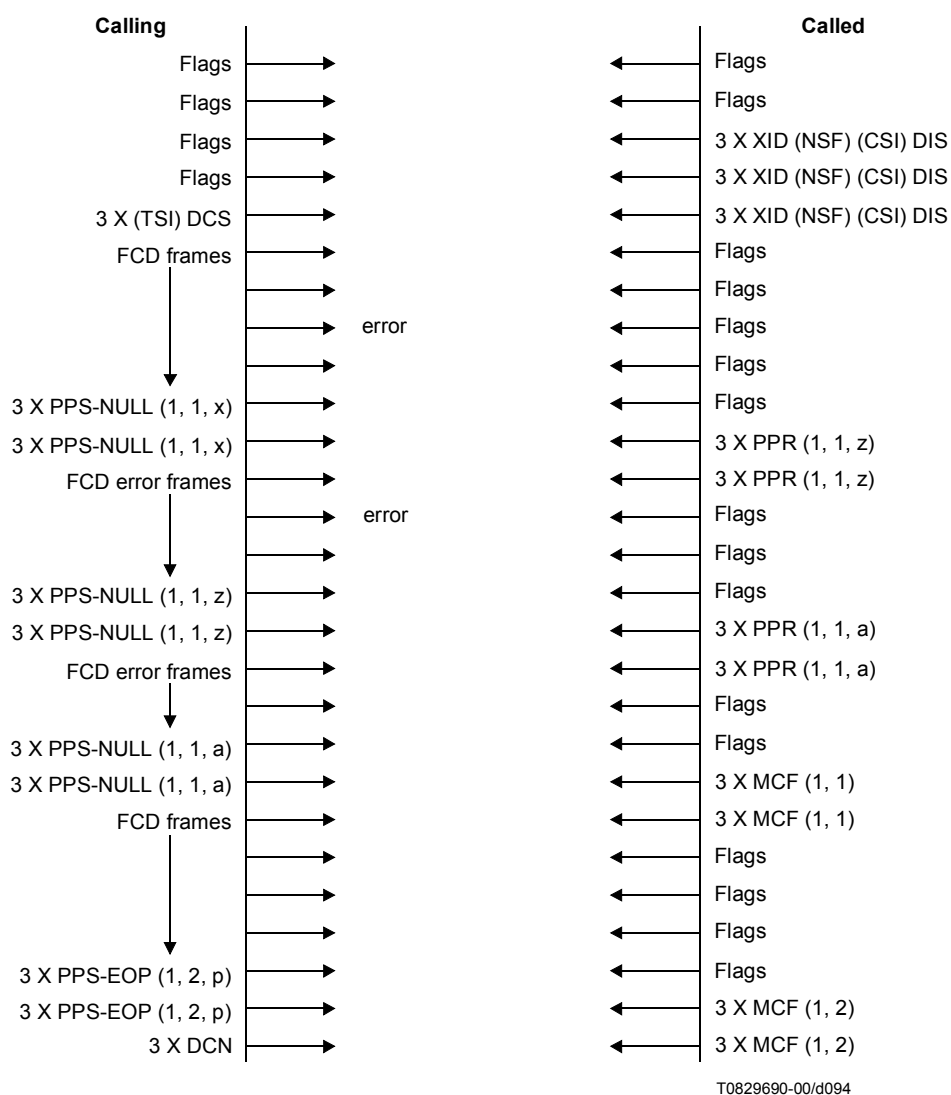 Calling Called
Flags Flags
Flags Flags
Flags 3 X XID (NSF) (CSI) DIS
Flags 3 X XID (NSF) (CSI) DIS
3 X (TSI) DCS 3 X XID (NSF) (CSI) DIS
FCD frames Flags
Flags
error Flags
Flags
3 X PPS-NULL (1, 1, x) Flags
3 X PPS-NULL (1, 1, x) 3 X PPR (1, 1, z)
FCD error frames 3 X PPR (1, 1, z)
error Flags
Flags
3 X PPS-NULL (1, 1, z) Flags
3 X PPS-NULL (1, 1, z) 3 X PPR (1, 1, a)
FCD error frames 3 X PPR (1, 1, a)
Flags
3 X PPS-NULL (1, 1, a) Flags
3 X PPS-NULL (1, 1, a) 3 X MCF (1, 1)
FCD frames 3 X MCF (1, 1)
Flags
Flags
Flags
3 X PPS-EOP (1, 2, p) Flags
3 X PPS-EOP (1, 2, p) 3 X MCF (1, 2)
3 X DCN 3 X MCF (1, 2)
T0829690-00/d094